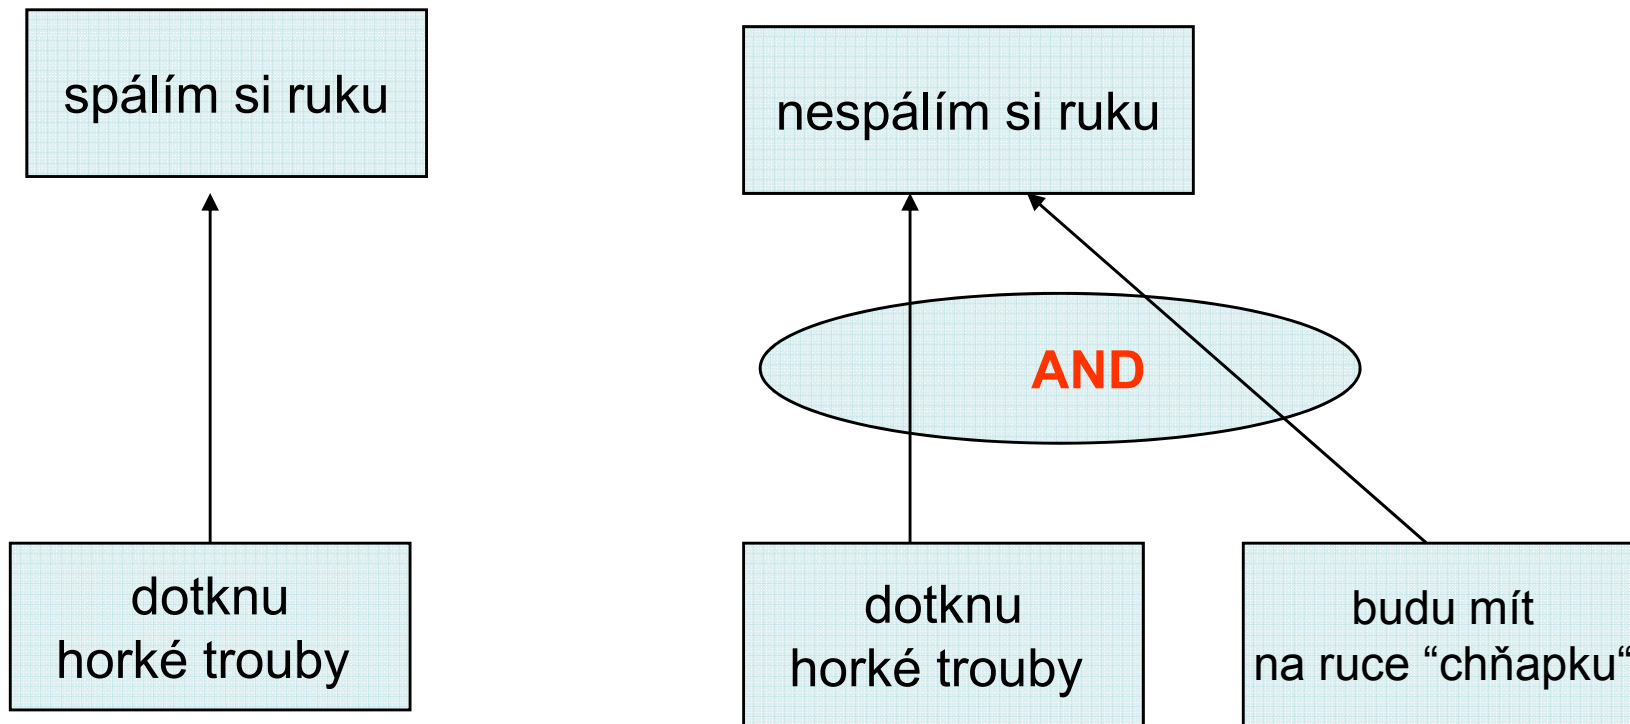 spálím si ruku
nespálím si ruku
AND
dotknu
horké trouby
dotknu
horké trouby
budu mít
na ruce “chňapku“